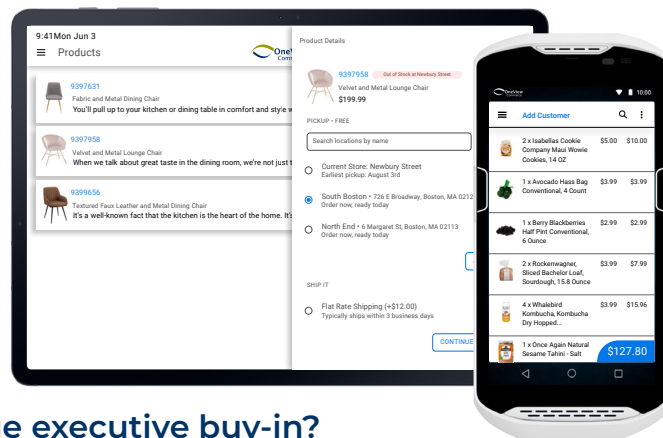 9:41Mon Jun 3
Products
OneV
Com
9397631
Fabric and Metal Dining Chair
You'll pull up to your kitchen or dining table in comfort and style w
9397958
Velvet and Metal Lounge Chair
When we talk about great taste in the dining room, we're not just t
9399656
Textured Faux Leather and Metal Dining Chair
It's a well-known fact that the kitchen is the heart of the home. It's
Product Details
9397958 Out of Stock at Newbury Street
Velvet and Metal Lounge Chair
$199.99
PICKUP • FREE
Search locations by name
Current Store: Newbury Street
Earliest pickup: August 3rd
South Boston • 726 E Broadway, Boston, MA 0212
Order now, ready today
North End • 6 Margaret St, Boston, MA 02113
Order now, ready today
SHIP IT
Flat Rate Shipping (+$12.00)
Typically ships within 3 business days
CONTINUE
OneView
Commerce
10:00
Add Customer
2 x Isabellas Cookie $5.00 $10.00
Company Maui Wowie
Cookies, 14 OZ
1 x Avocado Hass Bag $3.99 $3.99
Conventional, 4 Count
1 x Berry Blackberries $2.99 $2.99
Half Pint Conventional,
6 Ounce
2 x Rockenwagner, $3.99 $7.99
Sliced Bachelor Loaf,
Sourdough, 15.8 Ounce
4 x Whalebird $3.99 $15.96
Kombucha, Kombucha
Dry Hopped...
1 x Once Again Natural
Sesame Tahini - Salt
$127.80
e executive buy-in?